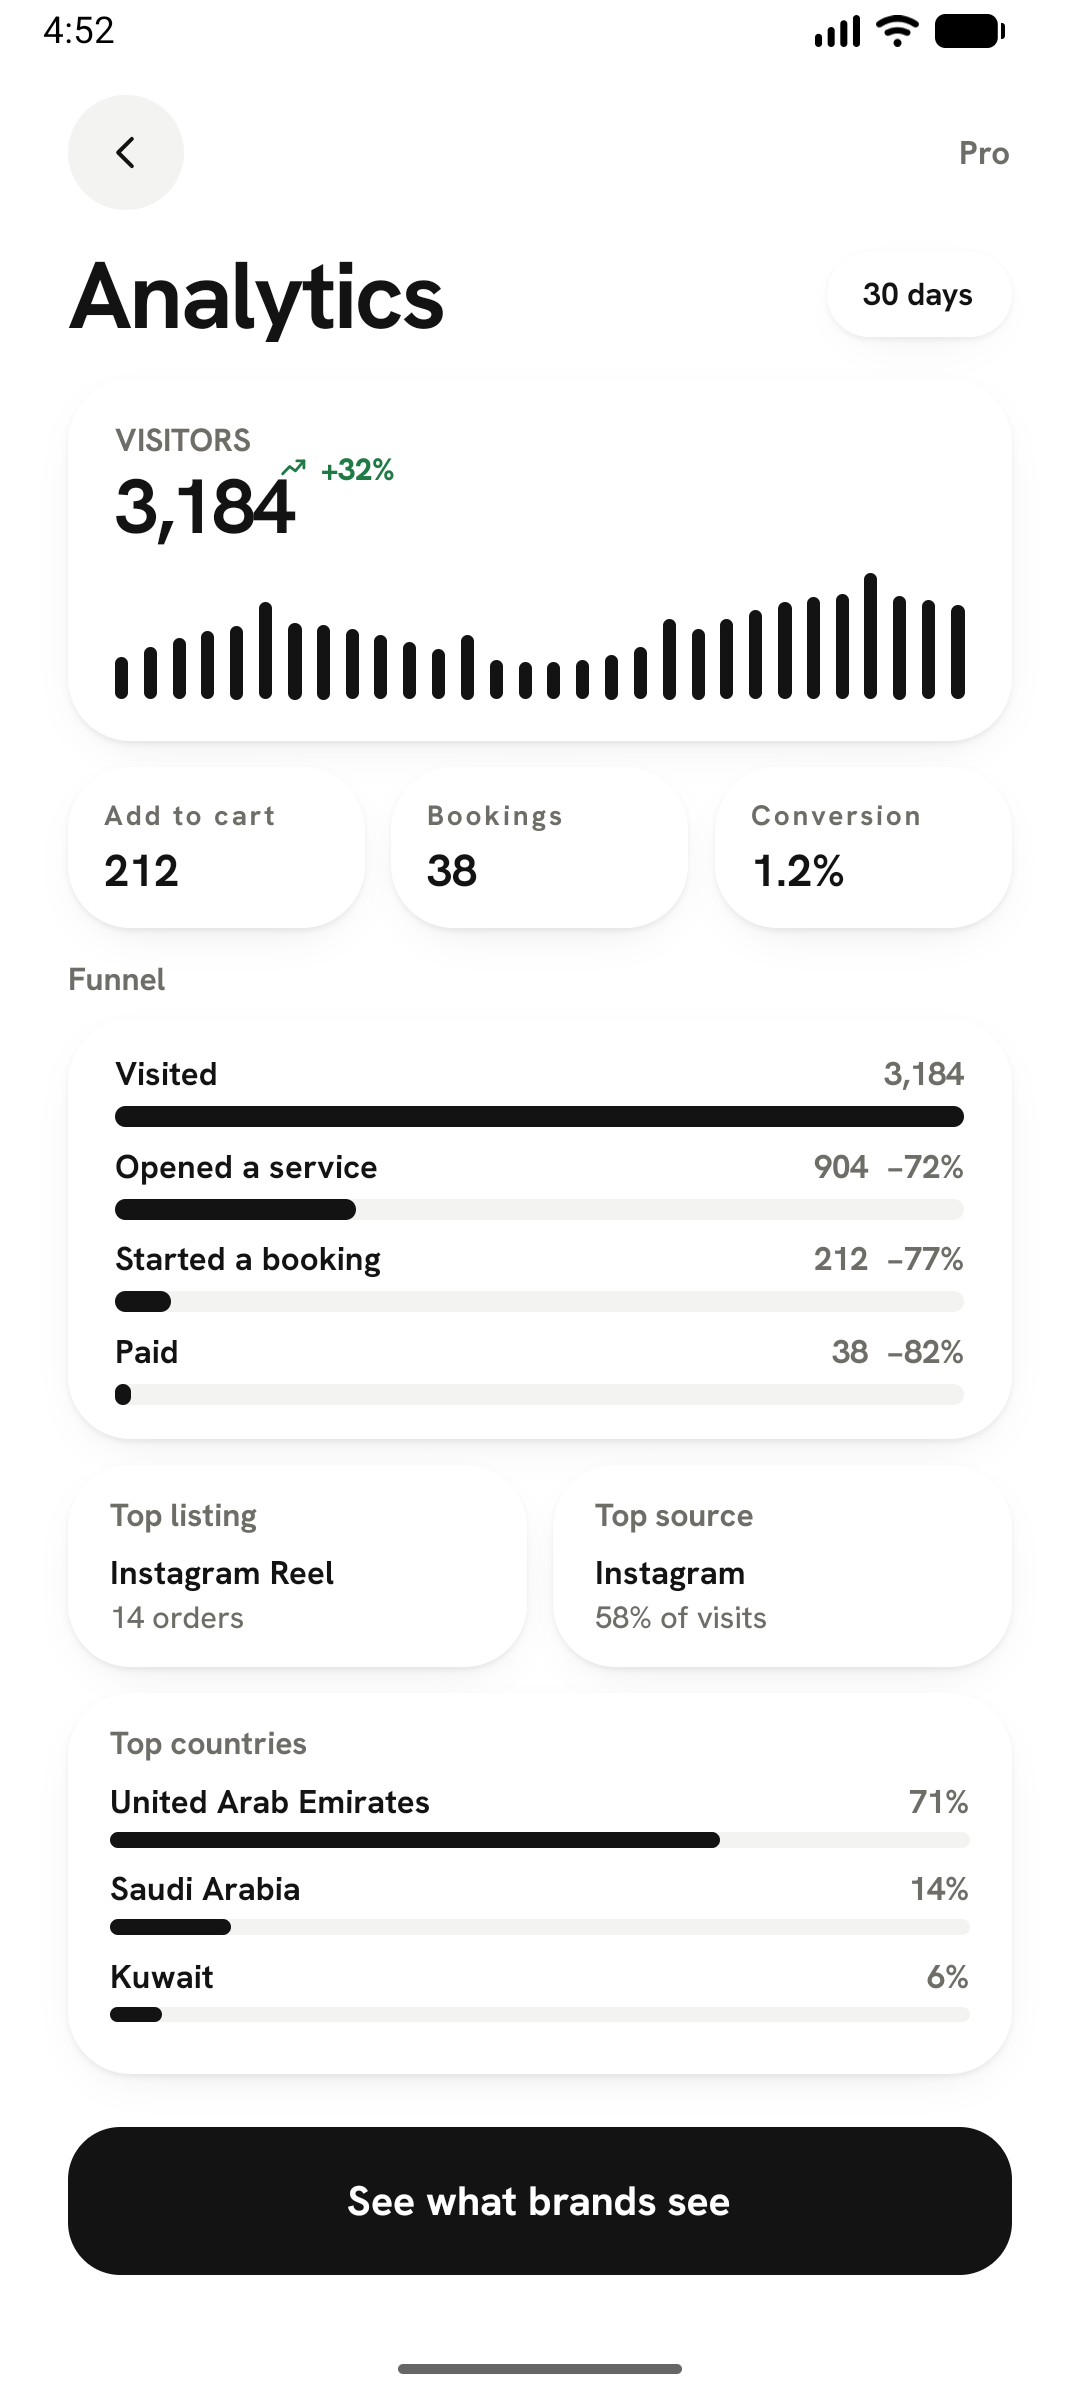 4:52
Pro
Analytics
30 days
VISITORS
3,184 +32%
Add to cart
212
Bookings
38
Conversion
1.2%
Funnel
Visited 3,184
Opened a service 904 –72%
Started a booking 212 –77%
Paid 38 –82%
Top listing
Instagram Reel
14 orders
Top source
Instagram
58% of visits
Top countries
United Arab Emirates 71%
Saudi Arabia 14%
Kuwait 6%
See what brands see